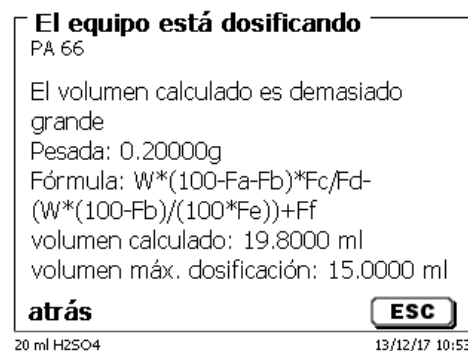 El equipo está dosificando
PA 66
El volumen calculado es demasiado
grande
Pesada: 0.20000g
Fórmula: W*(100-Fa-Fb)*Fc/Fd-
(W*(100-Fb)/(100*Fe))+Ff
volumen calculado: 19.8000 ml
volumen máx. dosificación: 15.0000 ml
atrás ESC
20 ml H2SO4 13/12/17 10:53